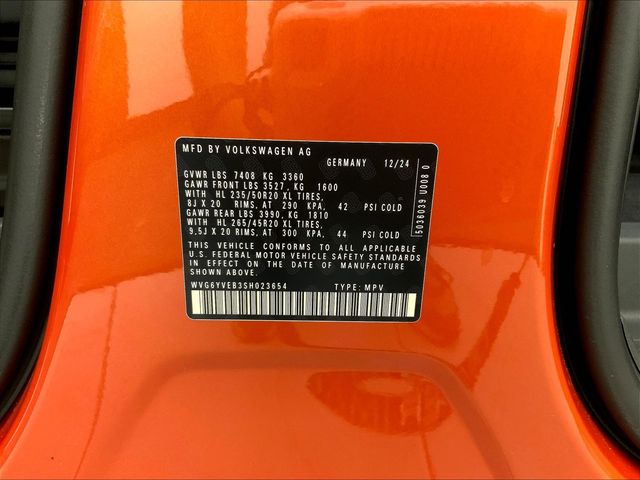 MFD BY VOLKSWAGEN AG
GERMANY 12/24
GVWR LBS 7408 KG 3360
GAWR FRONT LBS 3527, KG 1600
WITH HL 235/50R20 XL TIRES,
8J X 20 RIMS, AT 290 KPA, 42 PSI COLD
GAWR REAR LBS 3990, KG 1810
WITH HL 265/45R20 XL TIRES,
9,5J X 20 RIMS, AT 300 KPA, 44 PSI COLD
THIS VEHICLE CONFORMS TO ALL APPLICABLE
U.S. FEDERAL MOTOR VEHICLE SAFETY STANDARDS
IN EFFECT ON THE DATE OF MANUFACTURE
SHOWN ABOVE.
WVG6YVEB3SH023654 TYPE: MPV
5036039 U008 0